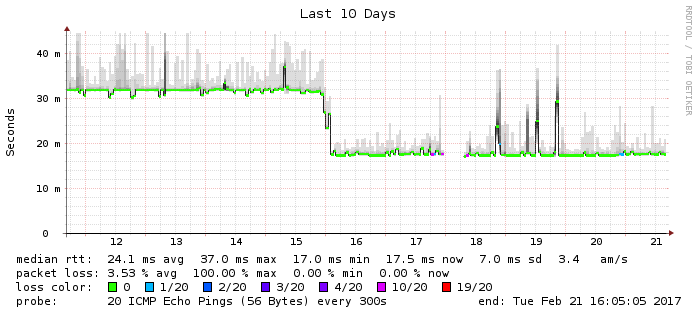 Last 10 Days
RRDTOOL / TOBI OETIKER
Seconds
40 m
30 m
20 m
10 m
0
12 13 14 15 16 17 18 19 20 21
median rtt: 24.1 ms avg 37.0 ms max 17.0 ms min 17.5 ms now 7.0 ms sd 3.4 am/s
packet loss: 3.53 % avg 100.00 % max 0.00 % min 0.00 % now
loss color: 0 1/20 2/20 3/20 4/20 10/20 19/20
probe: 20 ICMP Echo Pings (56 Bytes) every 300s end: Tue Feb 21 16:05:05 2017